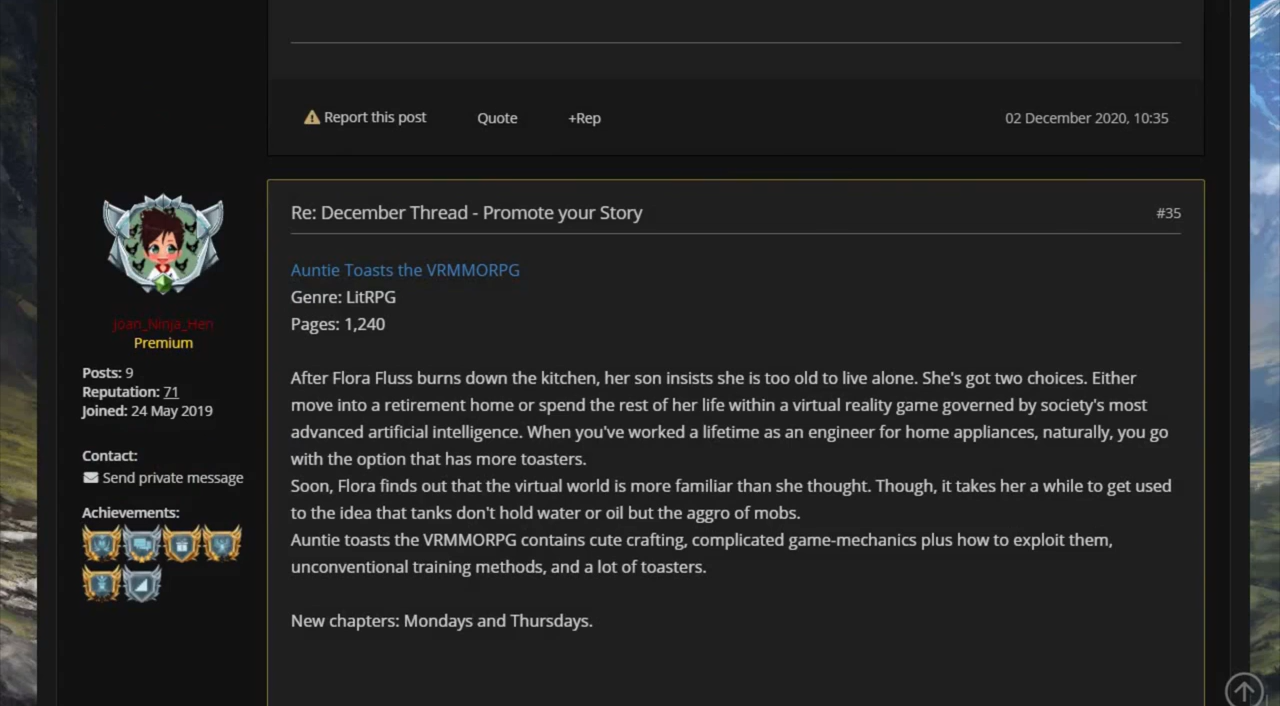 Report this post Quote +Rep 02 December 2020, 10:35
Re: December Thread - Promote your Story #35
Auntie Toasts the VRMMORPG
Genre: LitRPG
Pages: 1,240
Joan_Ninja_Hen
Premium
Posts: 9
Reputation: 71
Joined: 24 May 2019
Contact:
Send private message
Achievements:
After Flora Fluss burns down the kitchen, her son insists she is too old to live alone. She's got two choices. Either
move into a retirement home or spend the rest of her life within a virtual reality game governed by society's most
advanced artificial intelligence. When you've worked a lifetime as an engineer for home appliances, naturally, you go
with the option that has more toasters.
Soon, Flora finds out that the virtual world is more familiar than she thought. Though, it takes her a while to get used
to the idea that tanks don't hold water or oil but the aggro of mobs.
Auntie toasts the VRMMORPG contains cute crafting, complicated game-mechanics plus how to exploit them,
unconventional training methods, and a lot of toasters.
New chapters: Mondays and Thursdays.